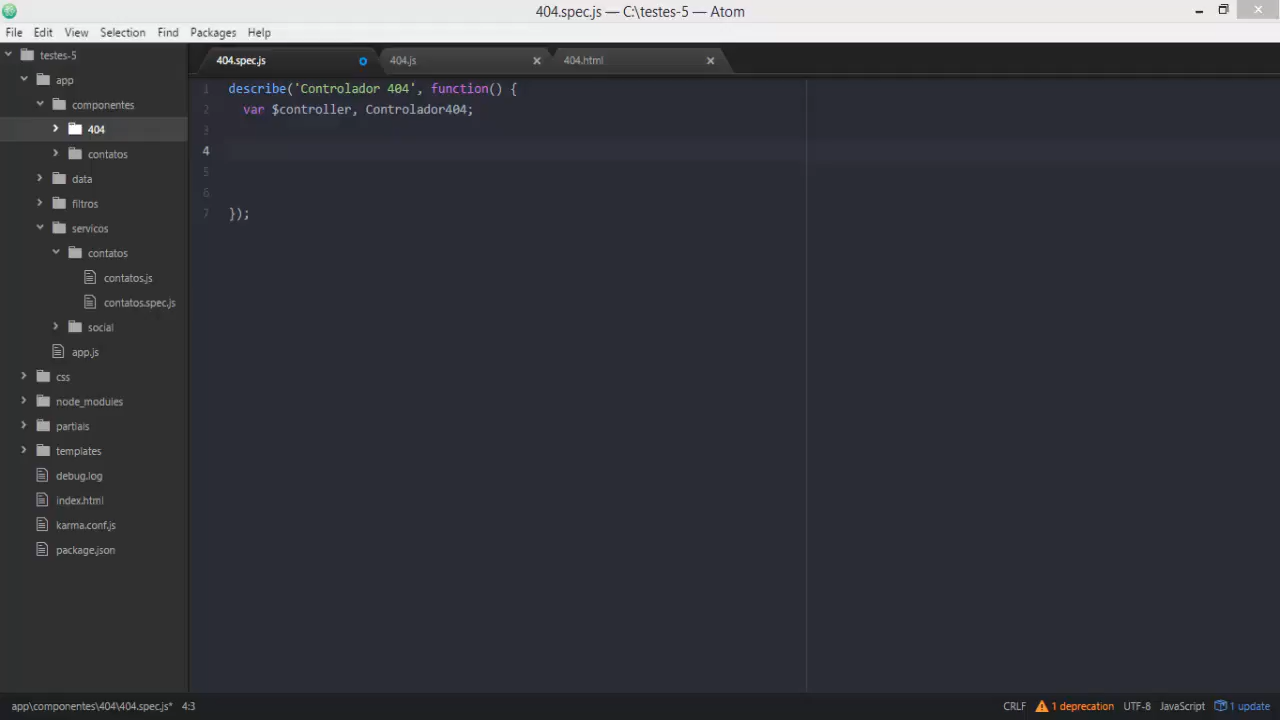 404.spec.js — C:\testes-5 — Atom
File Edit View Selection Find Packages Help
testes-5
app
componentes
404
contatos
data
filtros
servicos
contatos
contatos.js
contatos.spec.js
social
app.js
css
node_modules
partials
templates
debug.log
index.html
karma.conf.js
package.json
404.spec.js 404.js 404.html
1 describe('Controlador 404', function() {
2 var $controller, Controlador404;
3
4
5
6
7 });
app\componentes\404\404.spec.js* 4:3 CRLF 1 deprecation UTF-8 JavaScript 1 update